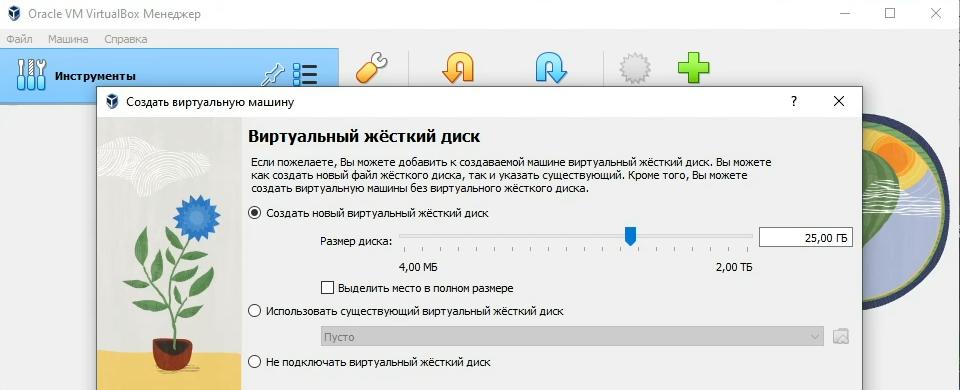 Oracle VM VirtualBox Менеджер
Файл Машина Справка
Инструменты
Создать виртуальную машину
?
Виртуальный жёсткий диск
Если пожелаете, Вы можете добавить к создаваемой машине виртуальный жёсткий диск. Вы можете
как создать новый файл жёсткого диска, так и указать существующий. Кроме того, Вы можете
создать виртуальную машины без виртуального жёсткого диска.
Создать новый виртуальный жёсткий диск
Размер диска:
25,00 ГБ
4,00 МБ 2,00 ТБ
Выделить место в полном размере
Использовать существующий виртуальный жёсткий диск
Пусто
Не подключать виртуальный жёсткий диск